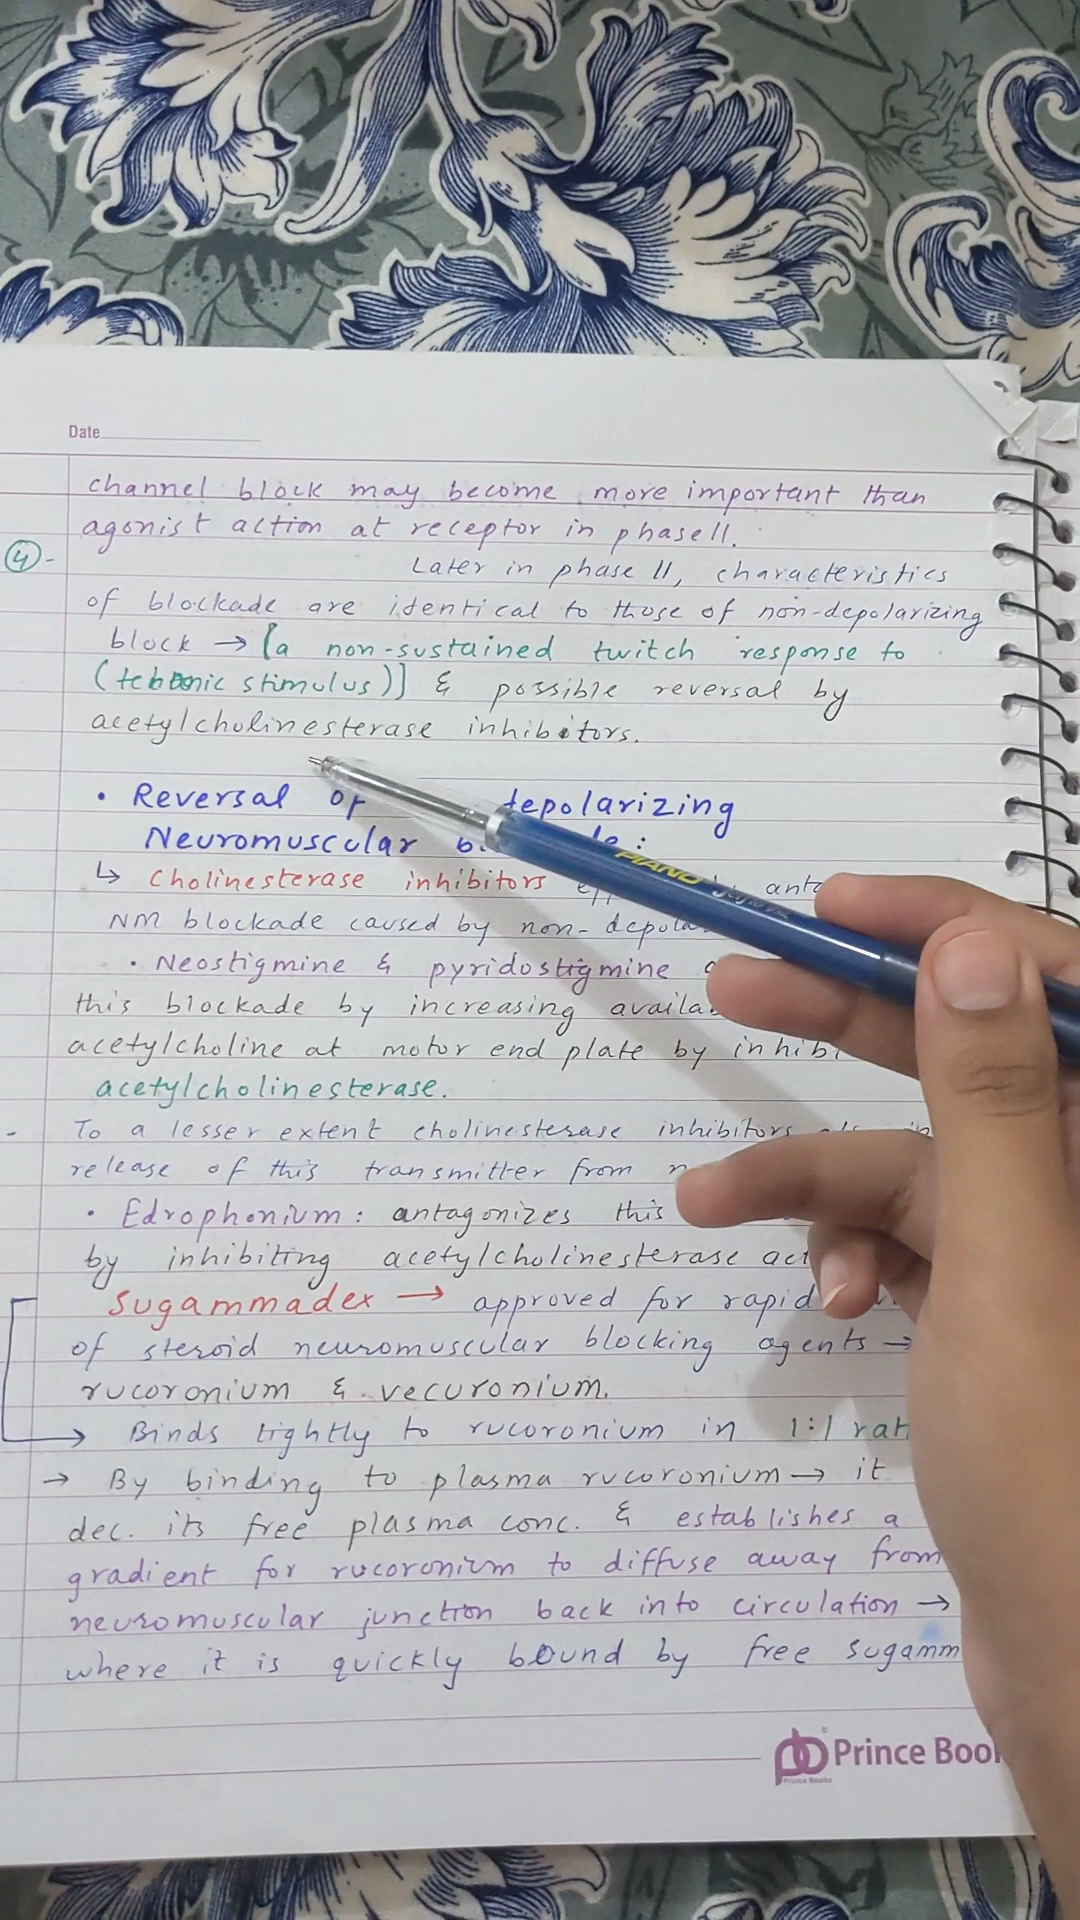 Date
channel block may become more important than
agonist action at receptor in phase II.
④-
Later in phase II, characteristics
of blockade are identical to those of non-depolarizing
block → [a non-sustained twitch response to
(tetanic stimulus)] & possible reversal by
acetylcholinesterase inhibitors.
• Reversal of depolarizing
Neuromuscular
↳ Cholinesterase inhibitors
NM blockade caused by non-
• Neostigmine & pyridostigmine
this blockade by increasing
acetylcholine at motor end plate by
acetylcholinesterase.
- To a lesser extent cholinesterase inhibitors
release of this transmitter from
• Edrophonium: antagonizes this
by inhibiting acetylcholinesterase
Sugammadex → approved for rapid
of steroid neuromuscular blocking agents →
rucoronium & vecuronium.
→ Binds tightly to rucoronium in 1:1
→ By binding to plasma rucoronium → it
dec. its free plasma conc. & establishes a
gradient for rucoronium to diffuse away from
neuromuscular junction back into circulation →
where it is quickly bound by free
PIANO
Prince
Prince Books